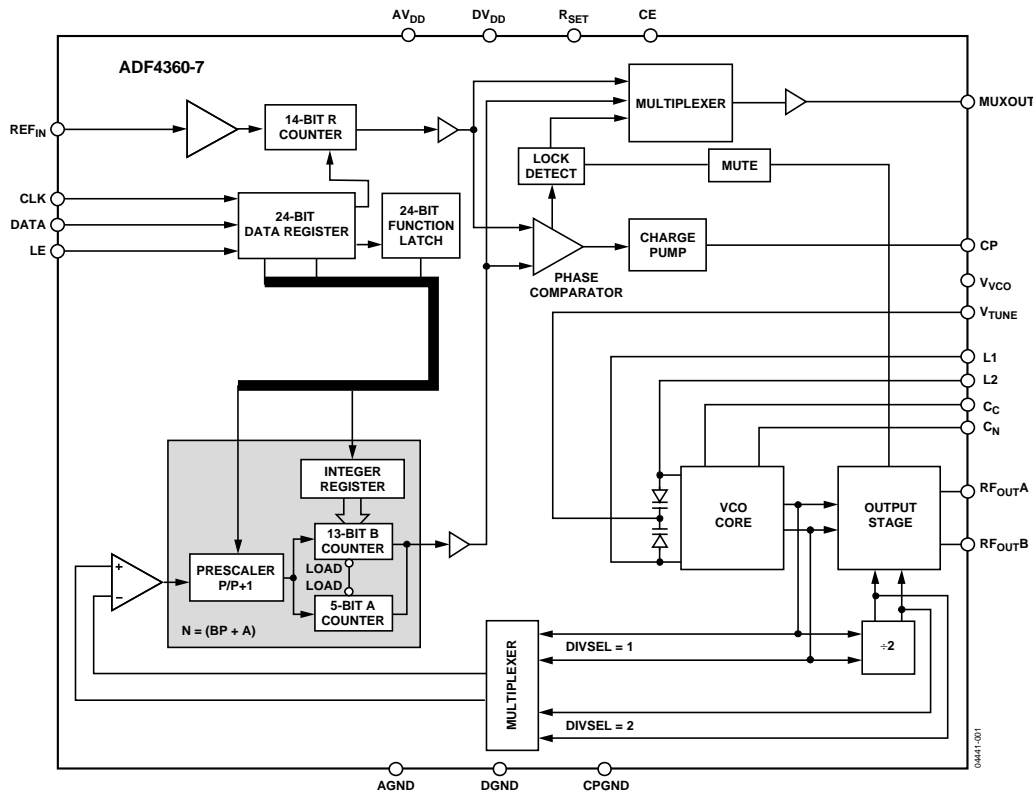 AVDD
DVDD
RSET
CE
ADF4360-7
MULTIPLEXER
MUXOUT
REFIN
14-BIT R
COUNTER
LOCK
DETECT
MUTE
CLK
DATA
LE
24-BIT
DATA REGISTER
24-BIT
FUNCTION
LATCH
CHARGE
PUMP
CP
PHASE
COMPARATOR
VVCO
VTUNE
L1
L2
CC
CN
INTEGER
REGISTER
VCO
CORE
OUTPUT
STAGE
RFOUTA
RFOUTB
13-BIT B
COUNTER
+
−
PRESCALER
P/P+1
LOAD
LOAD
5-BIT A
COUNTER
N = (BP + A)
MULTIPLEXER
DIVSEL = 1
÷2
DIVSEL = 2
04441-001
AGND
DGND
CPGND